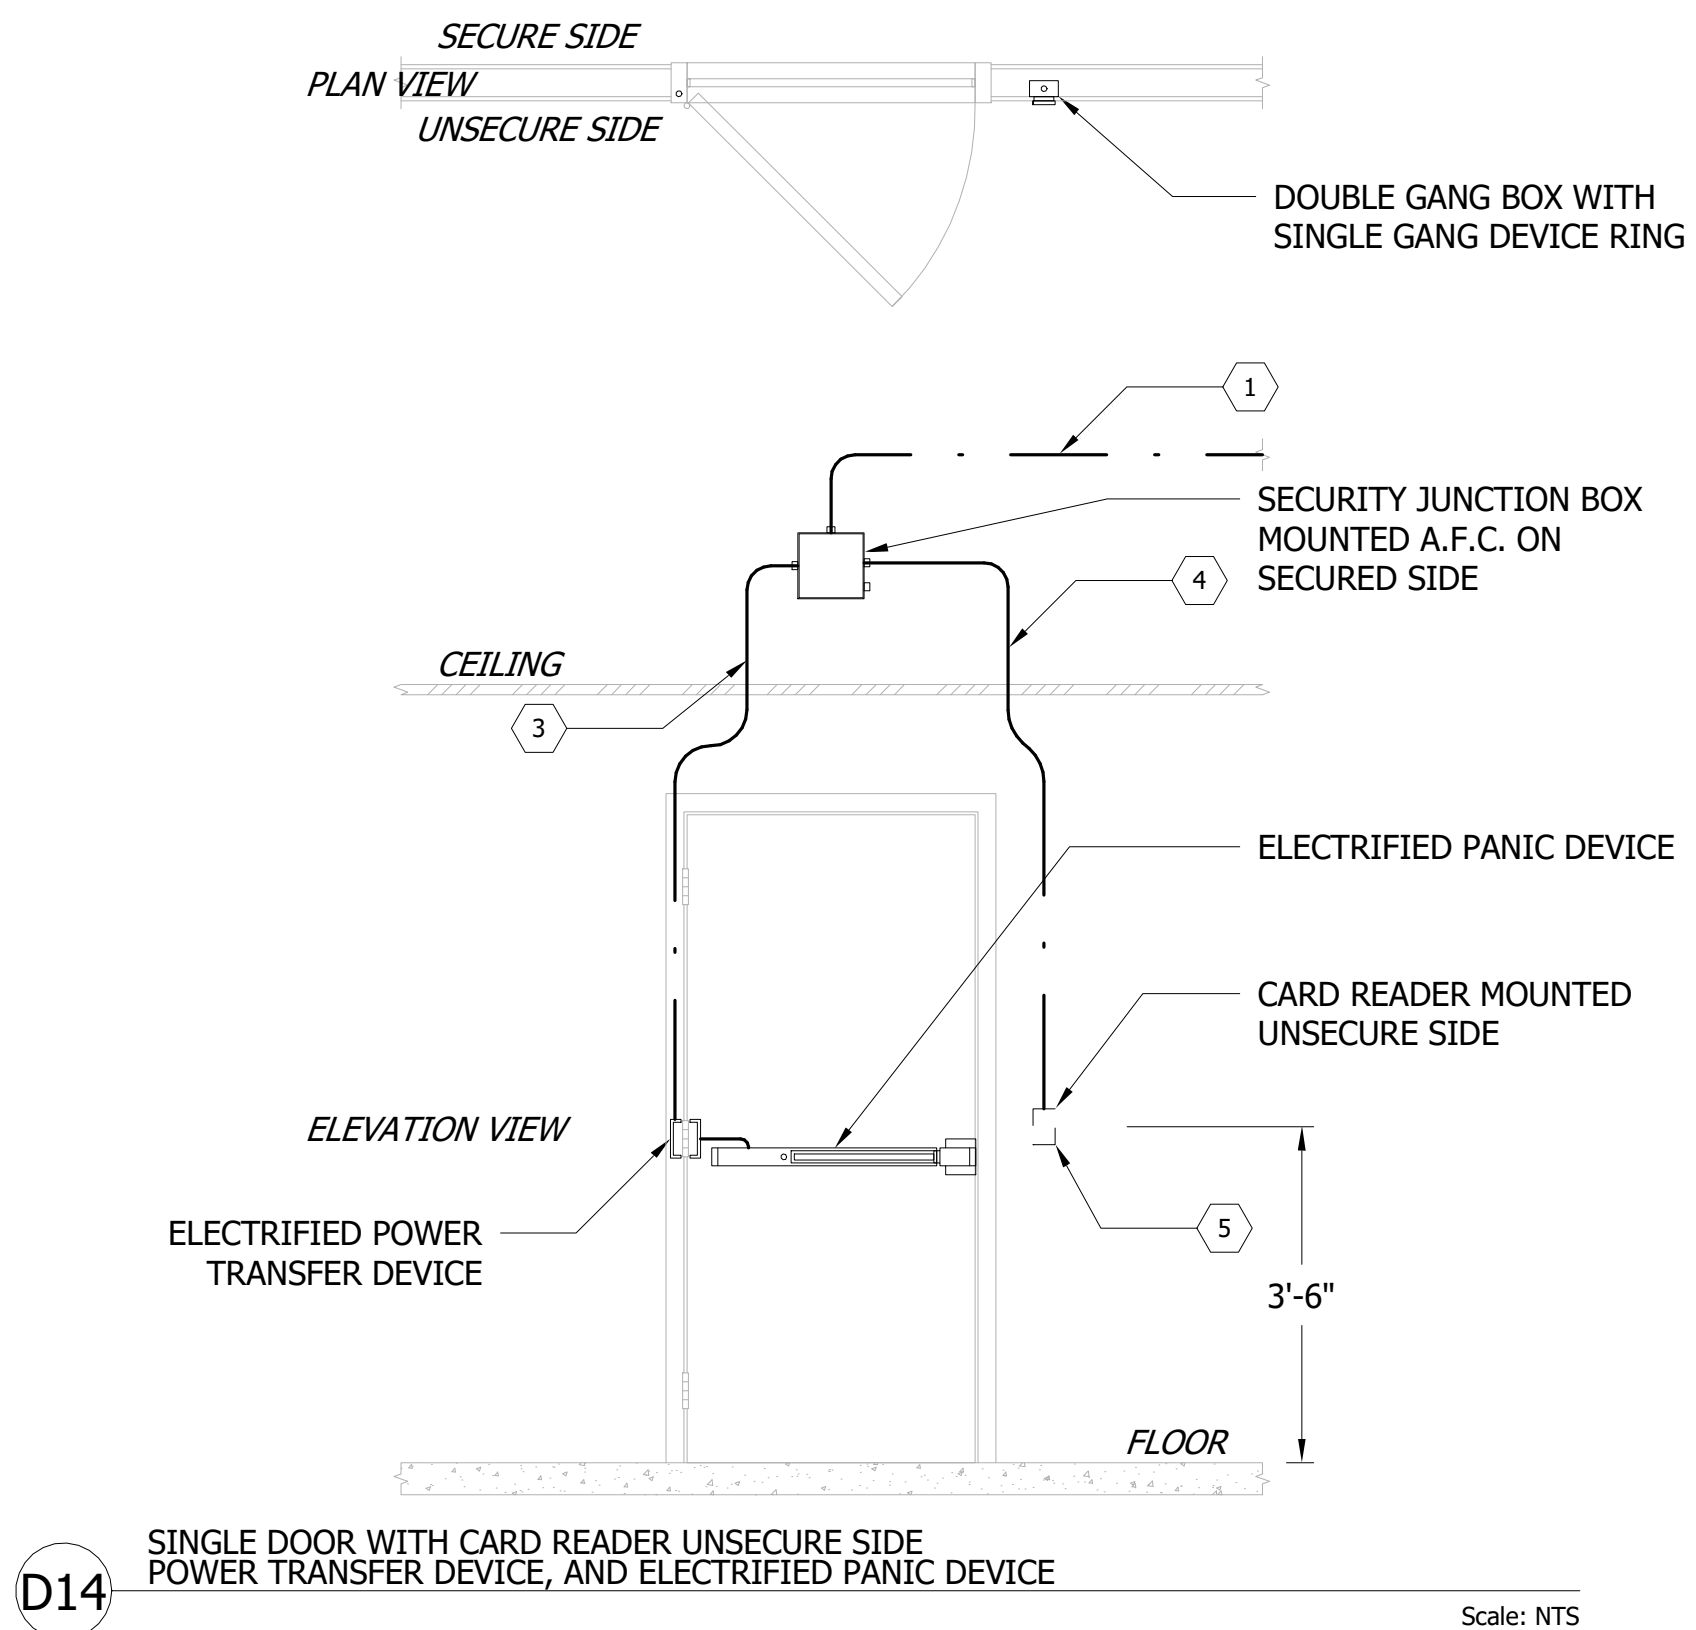 SECURE SIDE
PLAN VIEW
UNSECURE SIDE
DOUBLE GANG BOX WITH
SINGLE GANG DEVICE RING
1
SECURITY JUNCTION BOX
MOUNTED A.F.C. ON
SECURED SIDE
4
CEILING
3
ELECTRIFIED PANIC DEVICE
CARD READER MOUNTED
UNSECURE SIDE
ELEVATION VIEW
ELECTRIFIED POWER
TRANSFER DEVICE
5
3'-6"
FLOOR
D14
SINGLE DOOR WITH CARD READER UNSECURE SIDE
POWER TRANSFER DEVICE, AND ELECTRIFIED PANIC DEVICE
Scale: NTS